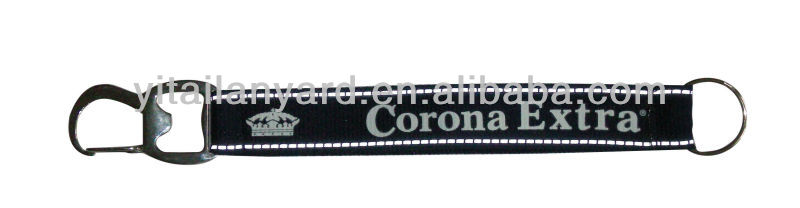 yitailanyard.en.alibaba.com
Corona Extra®